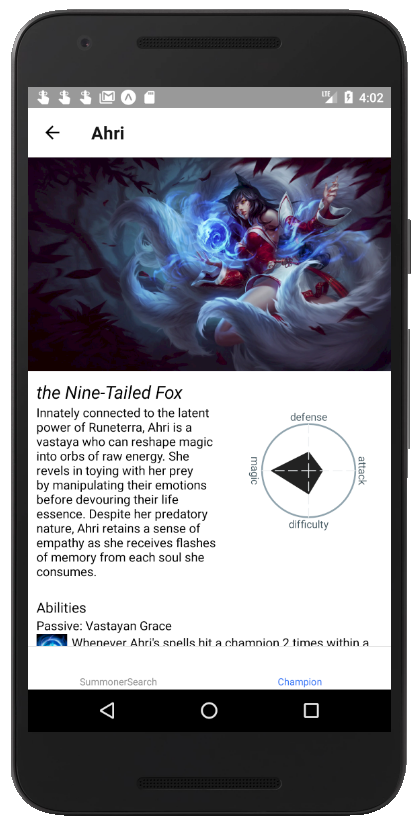 LTE 4:02
Ahri
the Nine-Tailed Fox
Innately connected to the latent
power of Runeterra, Ahri is a
vastaya who can reshape magic
into orbs of raw energy. She
revels in toying with her prey
by manipulating their emotions
before devouring their life
essence. Despite her predatory
nature, Ahri retains a sense of
empathy as she receives flashes
of memory from each soul she
consumes.
defense
magic
attack
difficulty
Abilities
Passive: Vastayan Grace
Whenever Ahri's spells hit a champion 2 times within a
SummonerSearch
Champion